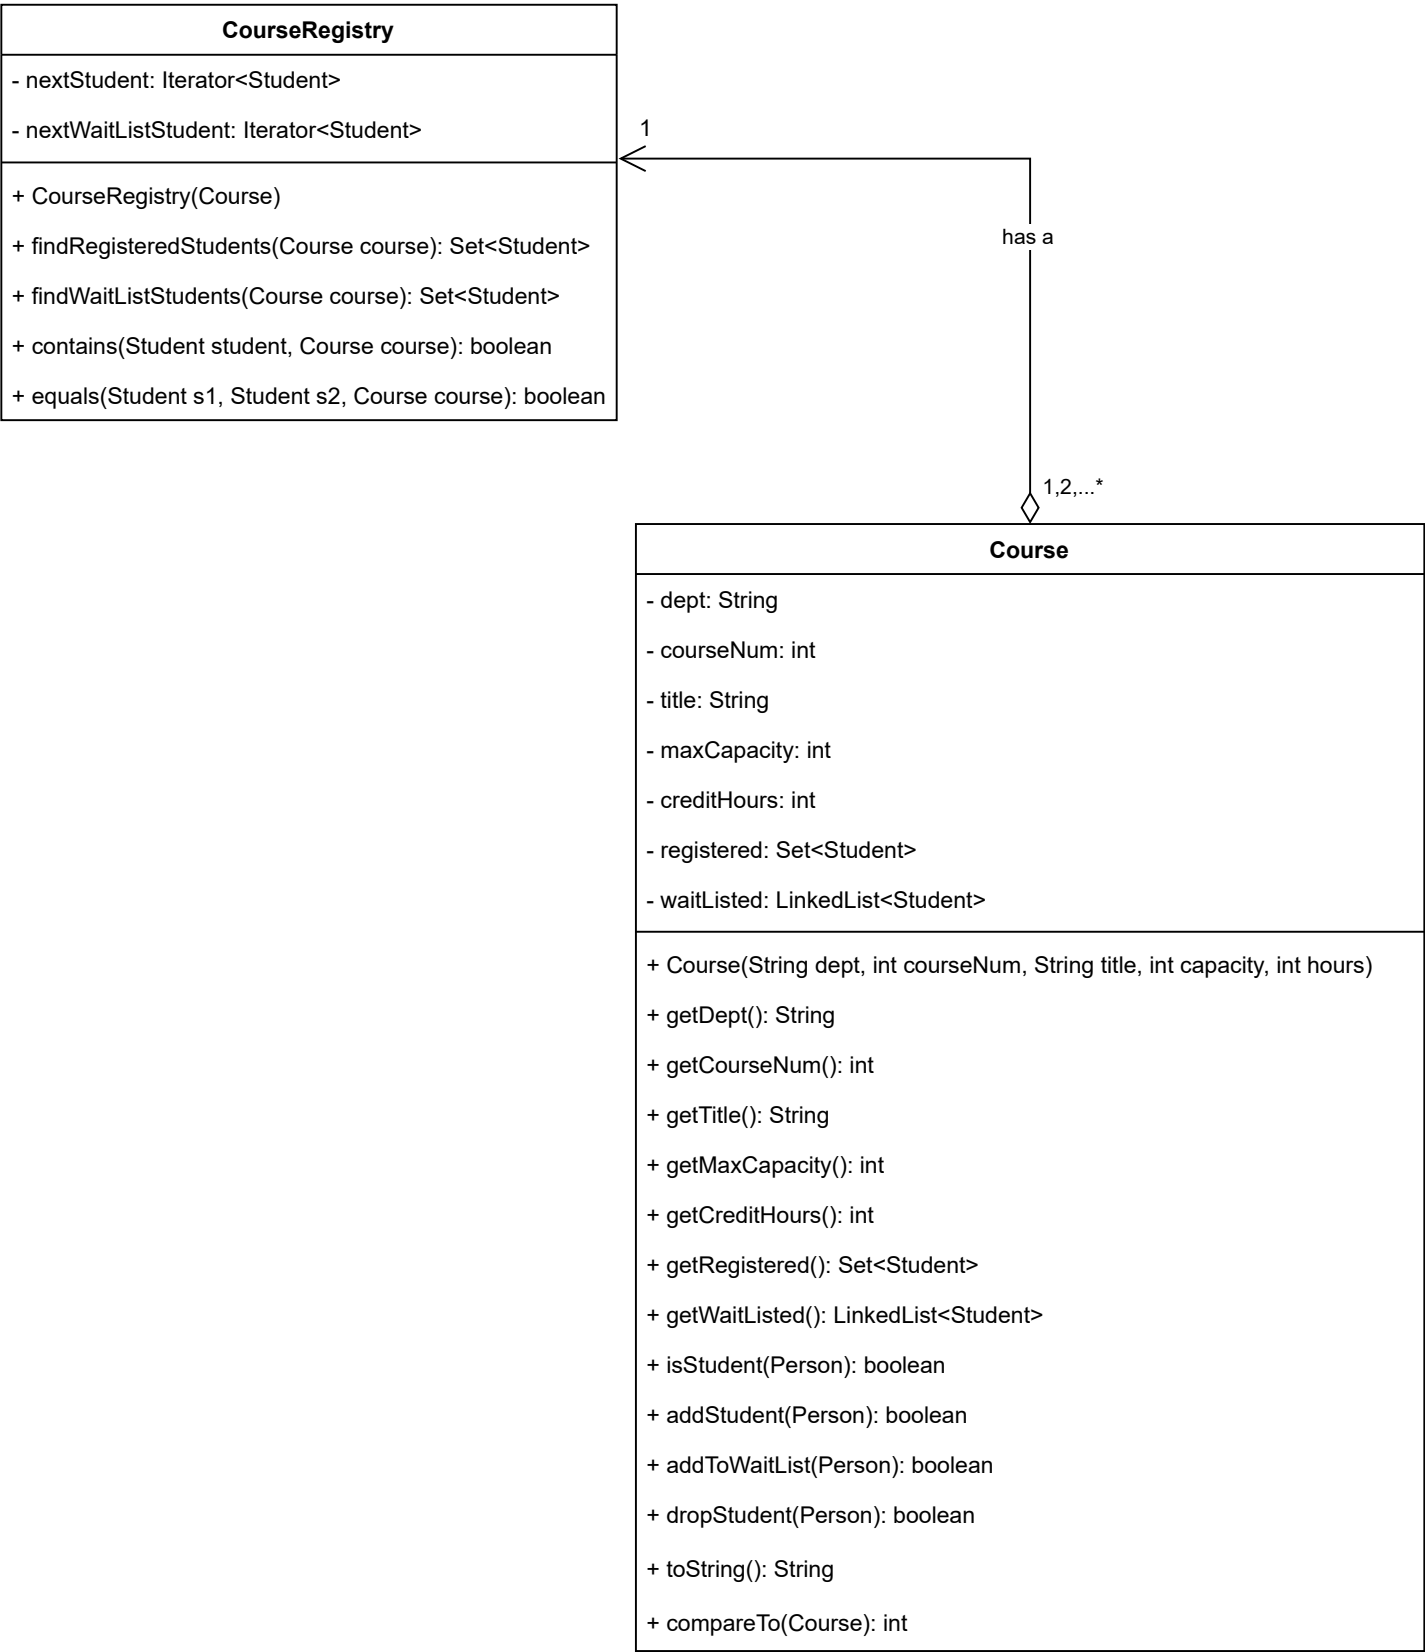 CourseRegistry
- nextStudent: Iterator<Student>
- nextWaitListStudent: Iterator<Student>
+ CourseRegistry(Course)
+ findRegisteredStudents(Course course): Set<Student>
+ findWaitListStudents(Course course): Set<Student>
+ contains(Student student, Course course): boolean
+ equals(Student s1, Student s2, Course course): boolean
1
has a
1,2,...*
Course
- dept: String
- courseNum: int
- title: String
- maxCapacity: int
- creditHours: int
- registered: Set<Student>
- waitListed: LinkedList<Student>
+ Course(String dept, int courseNum, String title, int capacity, int hours)
+ getDept(): String
+ getCourseNum(): int
+ getTitle(): String
+ getMaxCapacity(): int
+ getCreditHours(): int
+ getRegistered(): Set<Student>
+ getWaitListed(): LinkedList<Student>
+ isStudent(Person): boolean
+ addStudent(Person): boolean
+ addToWaitList(Person): boolean
+ dropStudent(Person): boolean
+ toString(): String
+ compareTo(Course): int